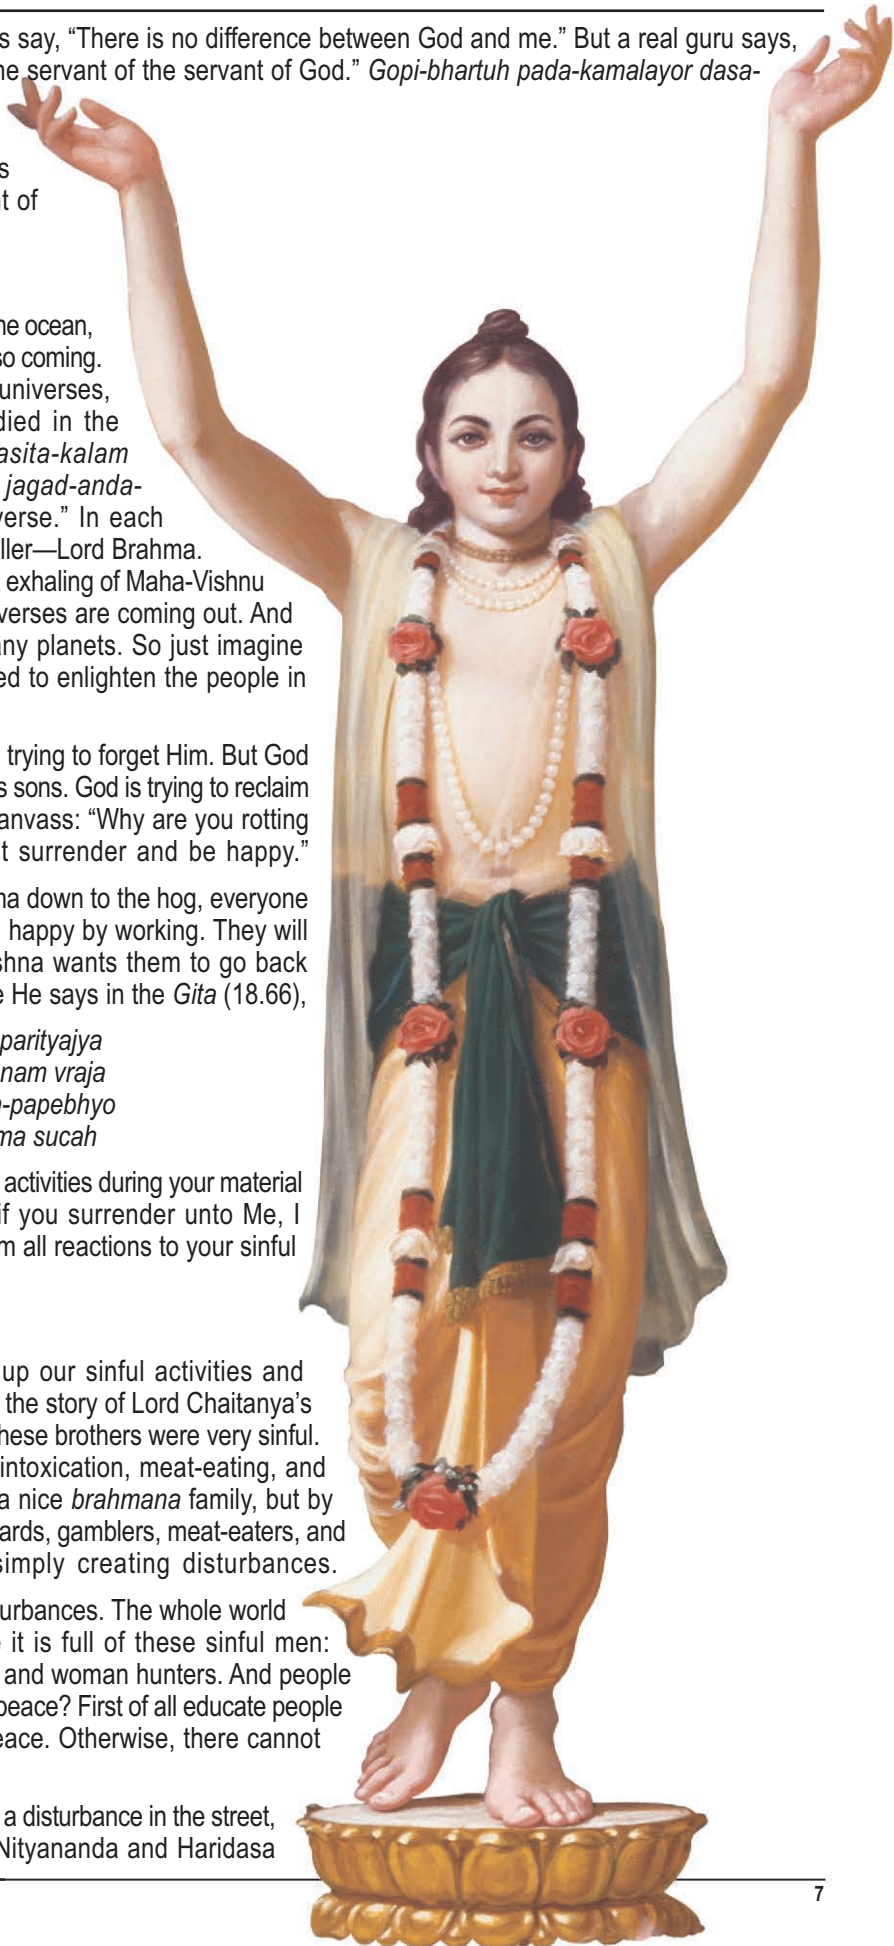 s say, “There is no difference between God and me.” But a real guru says,
ne servant of the servant of God.” Gopi-bhartuh pada-kamalayor dasa-
s
t of
ne ocean,
so coming.
universes,
died in the
asita-kalam
jagad-anda-
verse.” In each
ller—Lord Brahma.
exhaling of Maha-Vishnu
verses are coming out. And
any planets. So just imagine
ed to enlighten the people in
trying to forget Him. But God
s sons. God is trying to reclaim
anvass: “Why are you rotting
t surrender and be happy.”
na down to the hog, everyone
happy by working. They will
shna wants them to go back
e He says in the Gita (18.66),
parityajya
nam vraja
-papebhyo
ma sucah
activities during your material
if you surrender unto Me, I
m all reactions to your sinful
up our sinful activities and
the story of Lord Chaitanya’s
hese brothers were very sinful.
intoxication, meat-eating, and
a nice brahmana family, but by
ards, gamblers, meat-eaters, and
simply creating disturbances.
urbances. The whole world
e it is full of these sinful men:
and woman hunters. And people
peace? First of all educate people
eace. Otherwise, there cannot
a disturbance in the street,
Nityananda and Haridasa
7